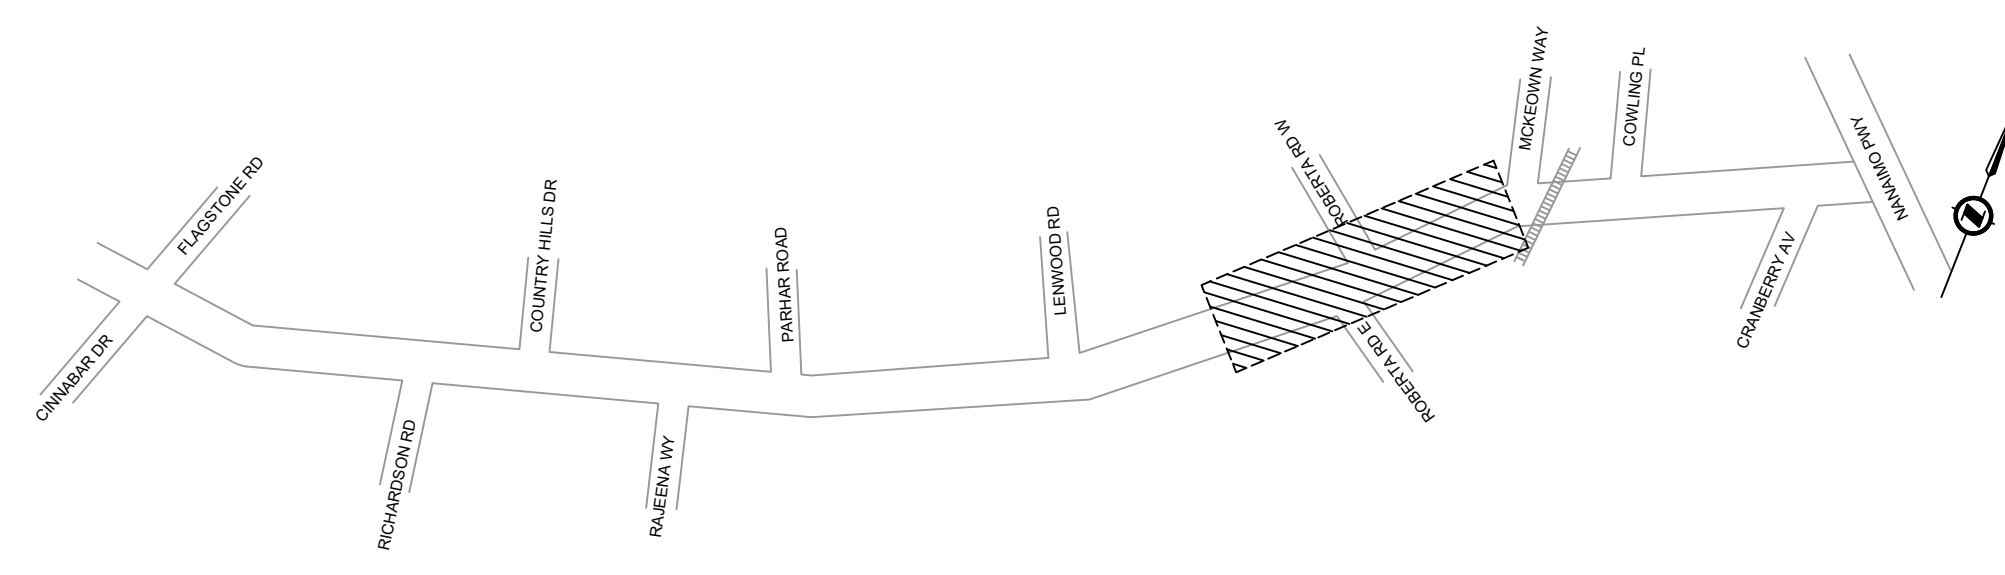 FLAGSTONE RD
CINNABAR DR
RICHARDSON RD
COUNTRY HILLS DR
RAJEENA WY
PARHAR ROAD
LENWOOD RD
ROBERTA RD W
ROBERTA RD E
MCKEOWN WAY
COWLING PL
CRANBERRY AV
NANAIMO PWY